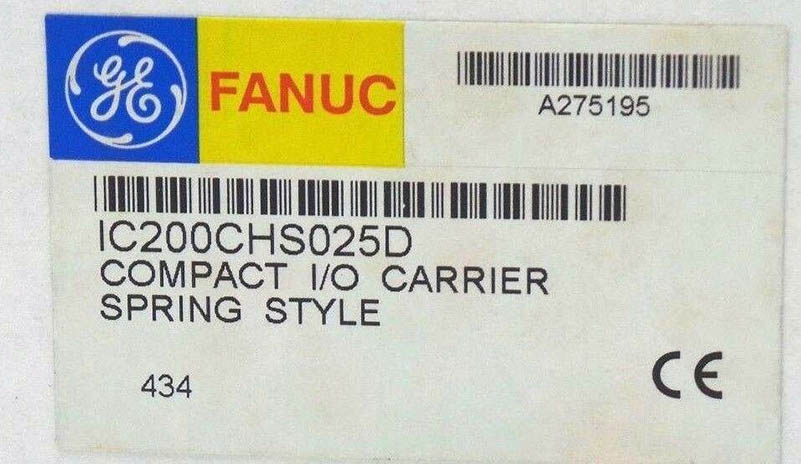 GE FANUC
A275195
IC200CHS025D
COMPACT I/O CARRIER
SPRING STYLE
434
CE